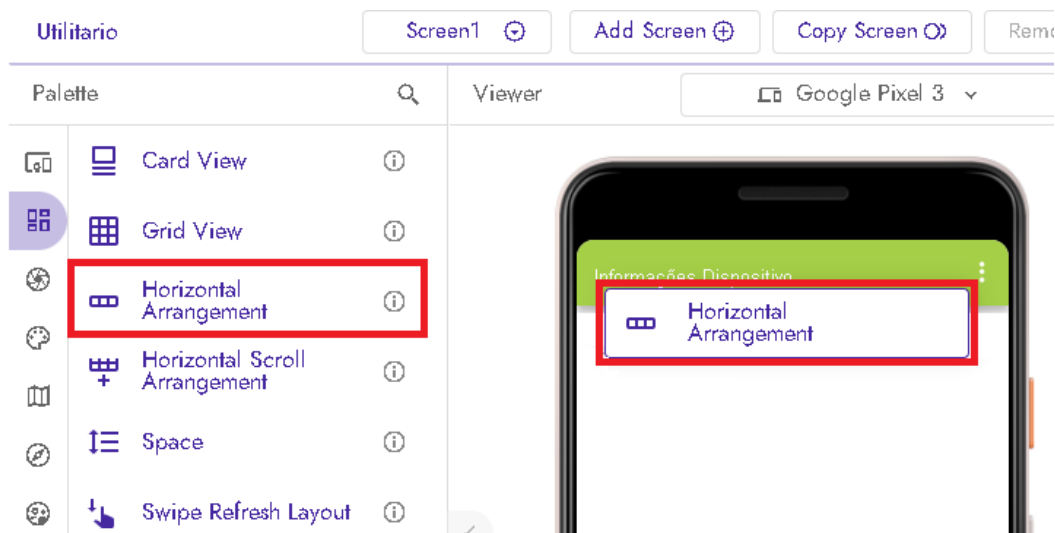 Utilitario
Screen1
Add Screen
Copy Screen
Palette
Viewer
Google Pixel 3
Card View
Grid View
Horizontal
Arrangement
Horizontal Scroll
Arrangement
Space
Swipe Refresh Layout
Informações Dispositivo
Horizontal
Arrangement